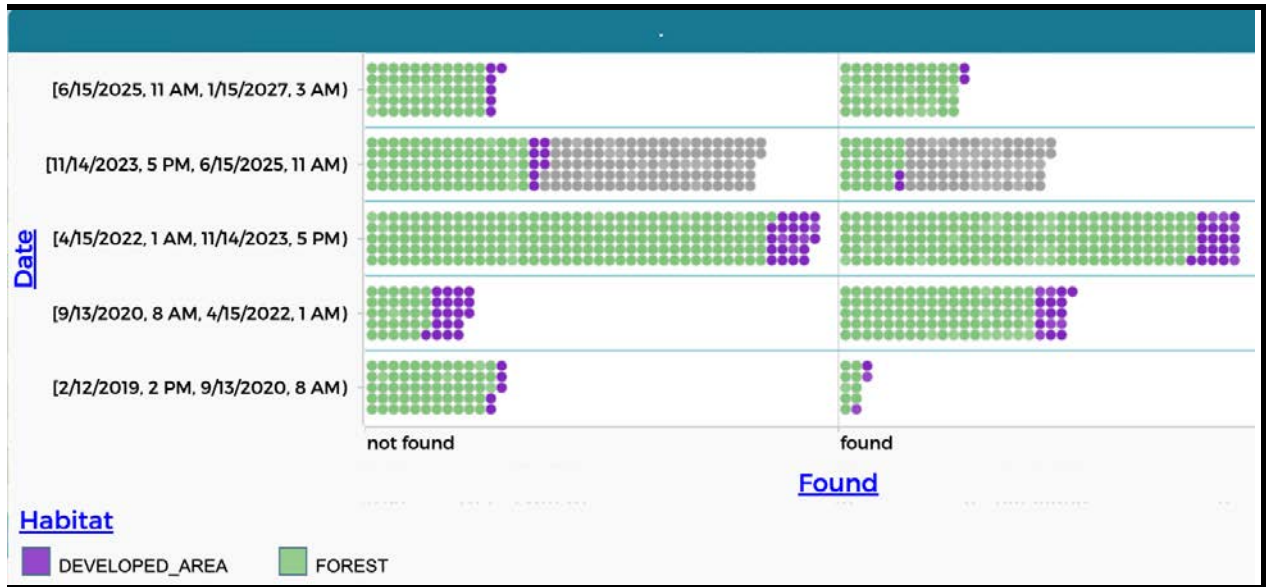 [6/15/2025, 11 AM, 1/15/2027, 3 AM)
[11/14/2023, 5 PM, 6/15/2025, 11 AM)
[4/15/2022, 1 AM, 11/14/2023, 5 PM)
[9/13/2020, 8 AM, 4/15/2022, 1 AM)
[2/12/2019, 2 PM, 9/13/2020, 8 AM)
Date
not found
found
Found
Habitat
DEVELOPED_AREA
FOREST